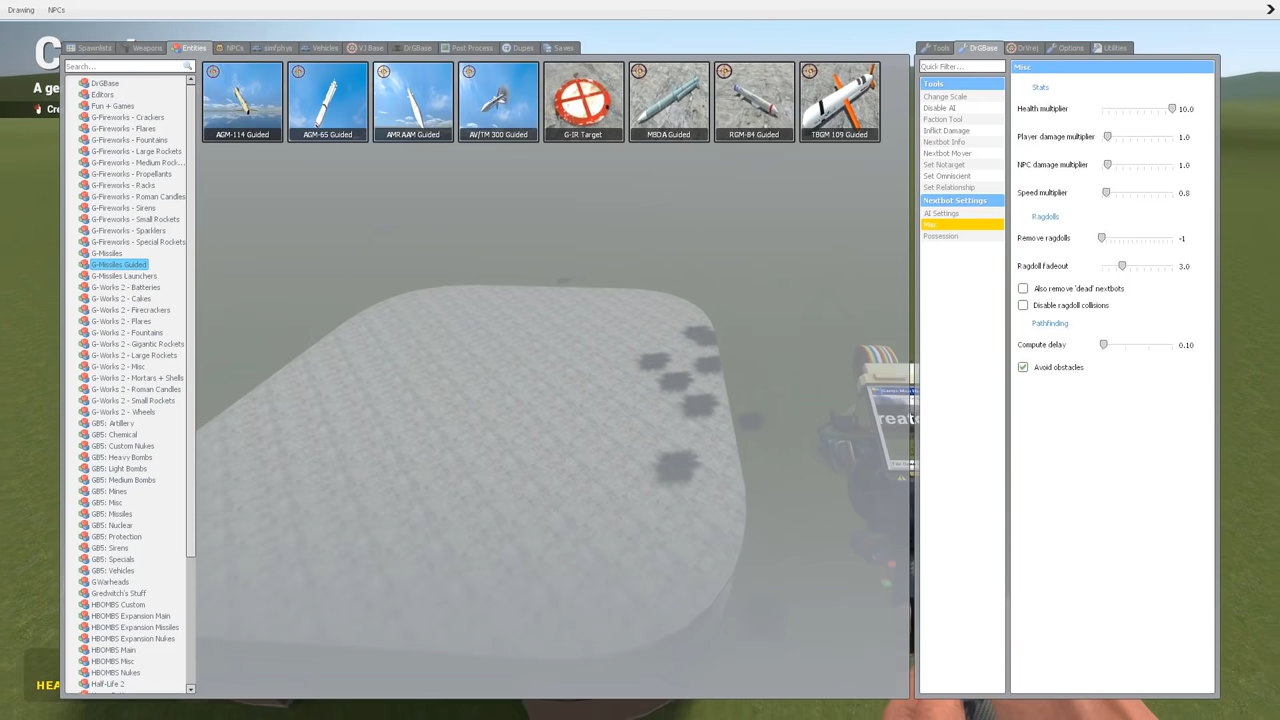 Drawing NPCs
C
A ge
Cre
Spawnlists Weapons Entities NPCs simfphys Vehicles VJ Base DrGBase Post Process Dupes Saves
Search...
DrGBase
Editors
Fun + Games
G-Fireworks - Crackers
G-Fireworks - Flares
G-Fireworks - Fountains
G-Fireworks - Large Rockets
G-Fireworks - Medium Rock...
G-Fireworks - Propellants
G-Fireworks - Racks
G-Fireworks - Roman Candles
G-Fireworks - Sirens
G-Fireworks - Small Rockets
G-Fireworks - Sparklers
G-Fireworks - Special Rockets
G-Missiles
G-Missiles Guided
G-Missiles Launchers
G-Works 2 - Batteries
G-Works 2 - Cakes
G-Works 2 - Firecrackers
G-Works 2 - Flares
G-Works 2 - Fountains
G-Works 2 - Gigantic Rockets
G-Works 2 - Large Rockets
G-Works 2 - Misc
G-Works 2 - Mortars + Shells
G-Works 2 - Roman Candles
G-Works 2 - Small Rockets
G-Works 2 - Wheels
GB5: Artillery
GB5: Chemical
GB5: Custom Nukes
GB5: Heavy Bombs
GB5: Light Bombs
GB5: Medium Bombs
GB5: Mines
GB5: Misc
GB5: Missiles
GB5: Nuclear
GB5: Protection
GB5: Sirens
GB5: Specials
GB5: Vehicles
GWarheads
Gredwitch's Stuff
HBOMBS Custom
HBOMBS Expansion Main
HBOMBS Expansion Missiles
HBOMBS Expansion Nukes
HBOMBS Main
HBOMBS Misc
HBOMBS Nukes
Half-Life 2
HEA
AGM-114 Guided
AGM-65 Guided
AMRAAM Guided
AV/TM 300 Guided
G-IR Target
MBDA Guided
RGM-84 Guided
TBGM 109 Guided
reat
Tools DrGBase DrVrej Options Utilities
Quick Filter...
Tools
Change Scale
Disable AI
Faction Tool
Inflict Damage
Nextbot Info
Nextbot Mover
Set Notarget
Set Omniscient
Set Relationship
Nextbot Settings
AI Settings
Misc
Possession
Misc
Stats
Health multiplier 10.0
Player damage multiplier 1.0
NPC damage multiplier 1.0
Speed multiplier 0.8
Ragdolls
Remove ragdolls -1
Ragdoll fadeout 3.0
Also remove 'dead' nextbots
Disable ragdoll collisions
Pathfinding
Compute delay 0.10
Avoid obstacles